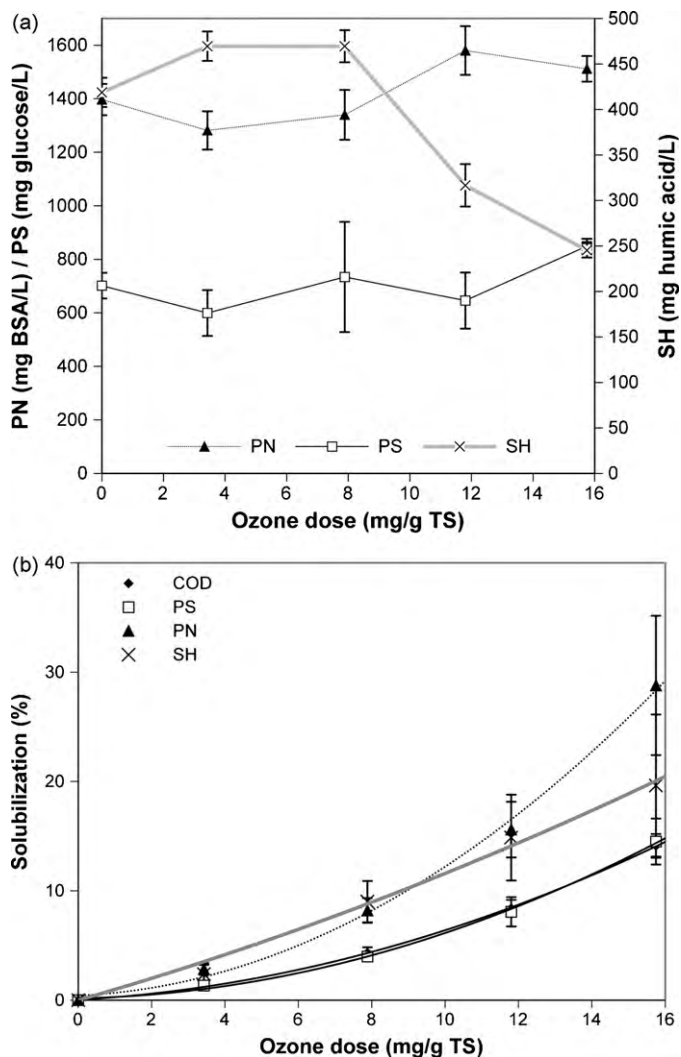 (a)
1600
1400
1200
1000
800
600
400
200
0
PN (mg BSA/L) / PS (mg glucose/L)
500
450
400
350
300
250
200
150
100
50
0
SH (mg humic acid/L)
PN PS SH
0 2 4 6 8 10 12 14 16
Ozone dose (mg/g TS)
(b)
40
30
20
10
0
Solubilization (%)
COD
PS
PN
SH
0 2 4 6 8 10 12 14 16
Ozone dose (mg/g TS)